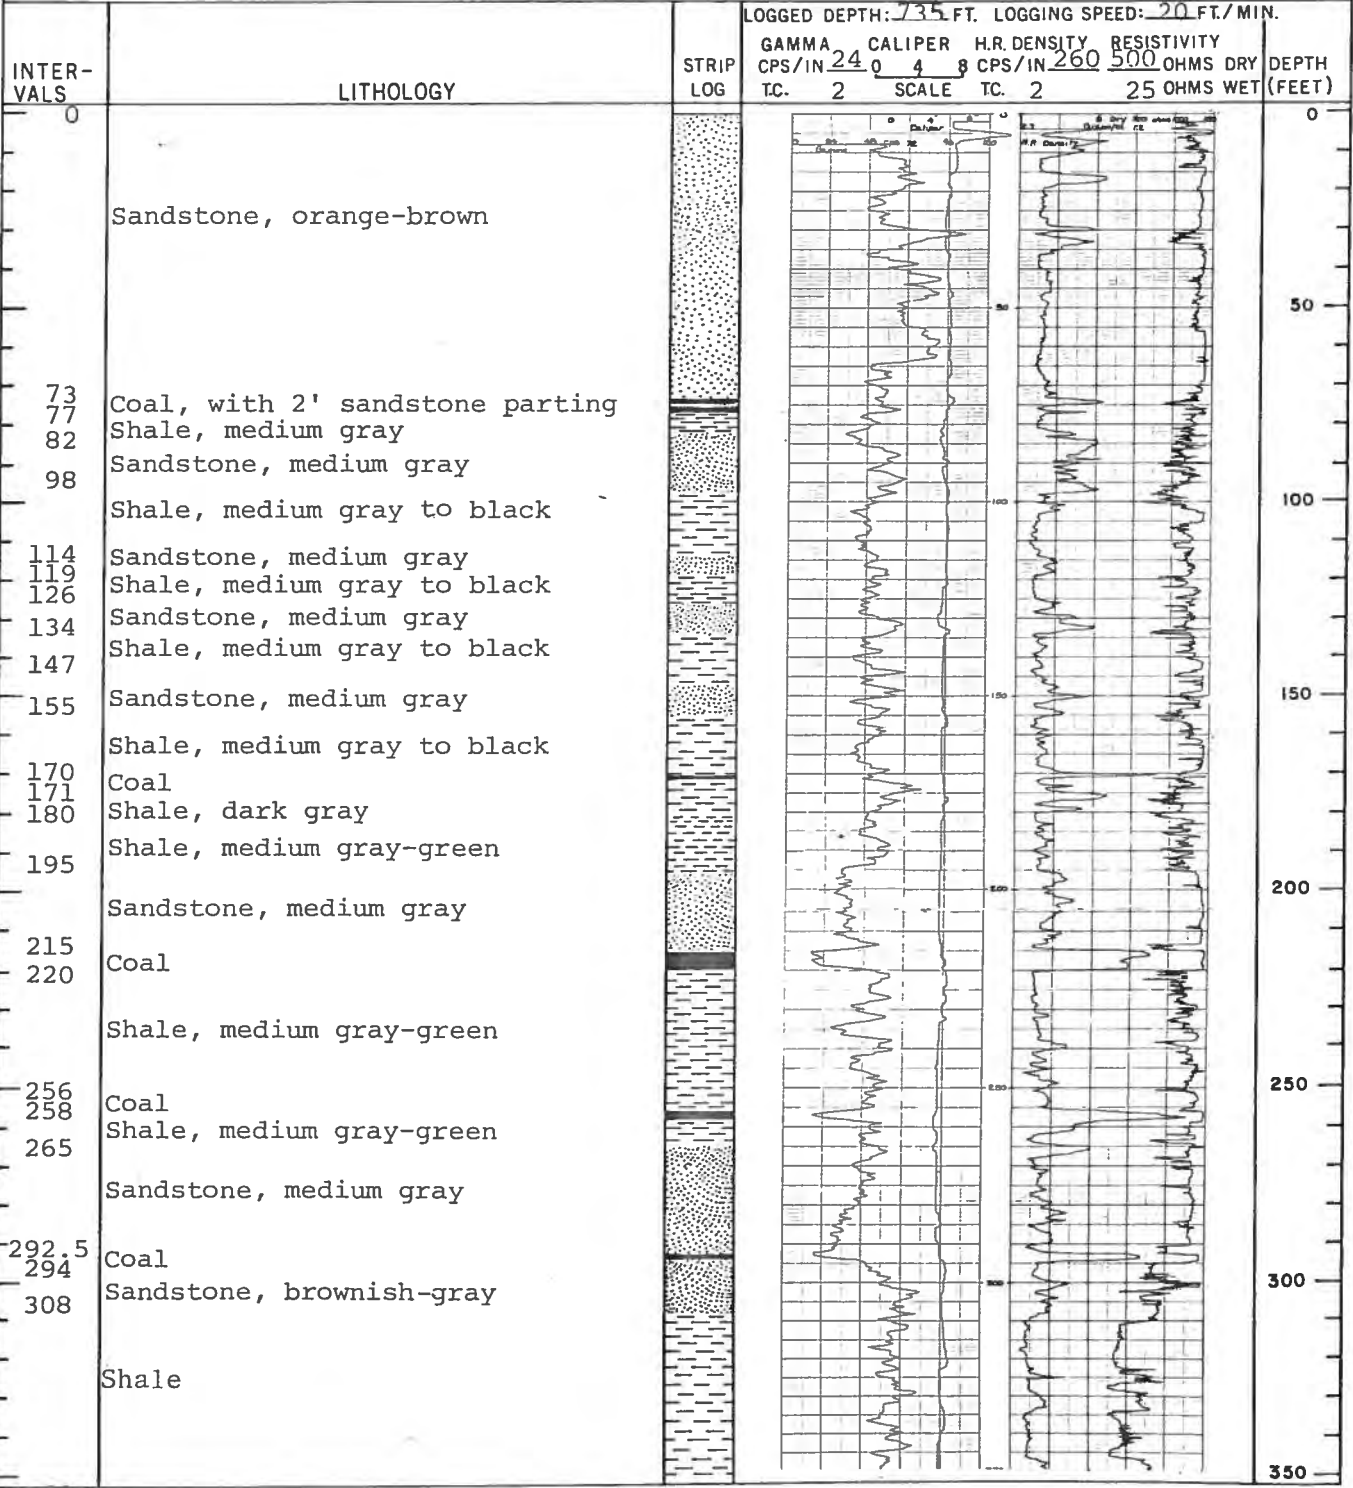 LOGGED DEPTH: 735 FT. LOGGING SPEED: 20 FT./MIN.
GAMMA CALIPER H.R. DENSITY RESISTIVITY
CPS/IN 24 0 4 8 CPS/IN 260 500 OHMS DRY
T.C. 2 SCALE T.C. 2 25 OHMS WET
INTER-
VALS
LITHOLOGY
STRIP
LOG
DEPTH
(FEET)
0
0
Sandstone, orange-brown
50
50
73
Coal, with 2' sandstone parting
77
Shale, medium gray
82
Sandstone, medium gray
98
100
100
Shale, medium gray to black
114
Sandstone, medium gray
119
Shale, medium gray to black
126
Sandstone, medium gray
134
Shale, medium gray to black
147
150
150
Sandstone, medium gray
155
Shale, medium gray to black
170
Coal
171
Shale, dark gray
180
Shale, medium gray-green
195
200
200
Sandstone, medium gray
215
Coal
220
Shale, medium gray-green
250
250
256
Coal
258
Shale, medium gray-green
265
Sandstone, medium gray
292.5
Coal
294
300
300
Sandstone, brownish-gray
308
Shale
350